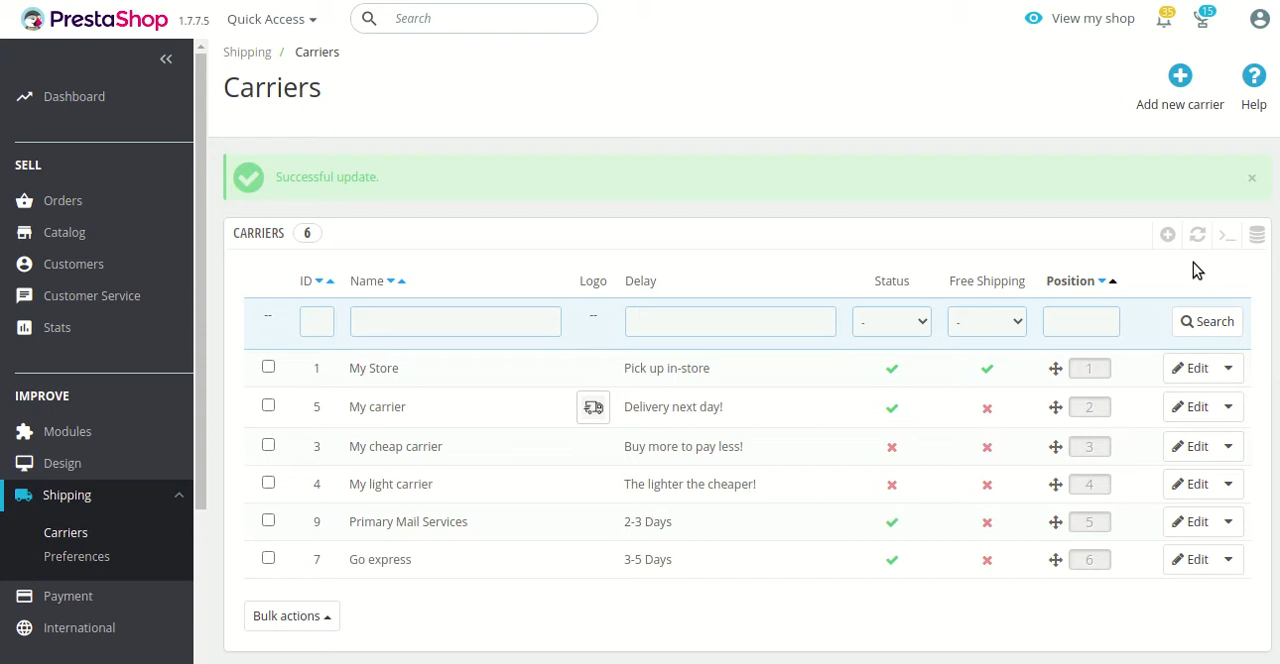 PrestaShop 1.7.7.5 Quick Access Search View my shop 35 15
Shipping / Carriers
Carriers
Add new carrier Help
Dashboard
SELL
Orders
Catalog
Customers
Customer Service
Stats
IMPROVE
Modules
Design
Shipping
Carriers
Preferences
Payment
International
Successful update. ×
CARRIERS 6
ID Name Logo Delay Status Free Shipping Position
-- -- - - Search
1 My Store Pick up in-store 1 Edit
5 My carrier Delivery next day! 2 Edit
3 My cheap carrier Buy more to pay less! 3 Edit
4 My light carrier The lighter the cheaper! 4 Edit
9 Primary Mail Services 2-3 Days 5 Edit
7 Go express 3-5 Days 6 Edit
Bulk actions